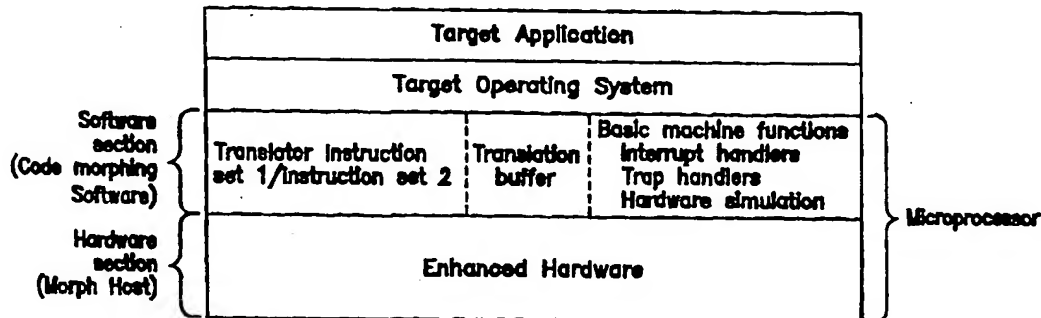 Target Application
Target Operating System
Software
section
(Code morphing
Software)
Translator instruction
set 1/instruction set 2
Translation
buffer
Basic machine functions
Interrupt handlers
Trap handlers
Hardware simulation
Microprocessor
Hardware
section
(Morph Host)
Enhanced Hardware